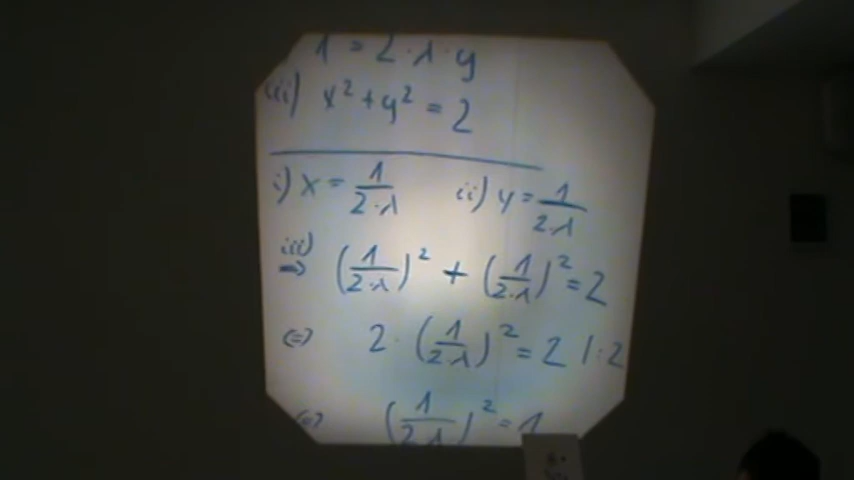 1 = 2·λ·y
iii) x² + y² = 2
i) x = 1/(2·λ) ii) y = 1/(2·λ)
iii) ⇒ (1/(2·λ))² + (1/(2·λ))² = 2
(=) 2·(1/(2·λ))² = 2 |:2
(=) (1/(2·λ))² = 1